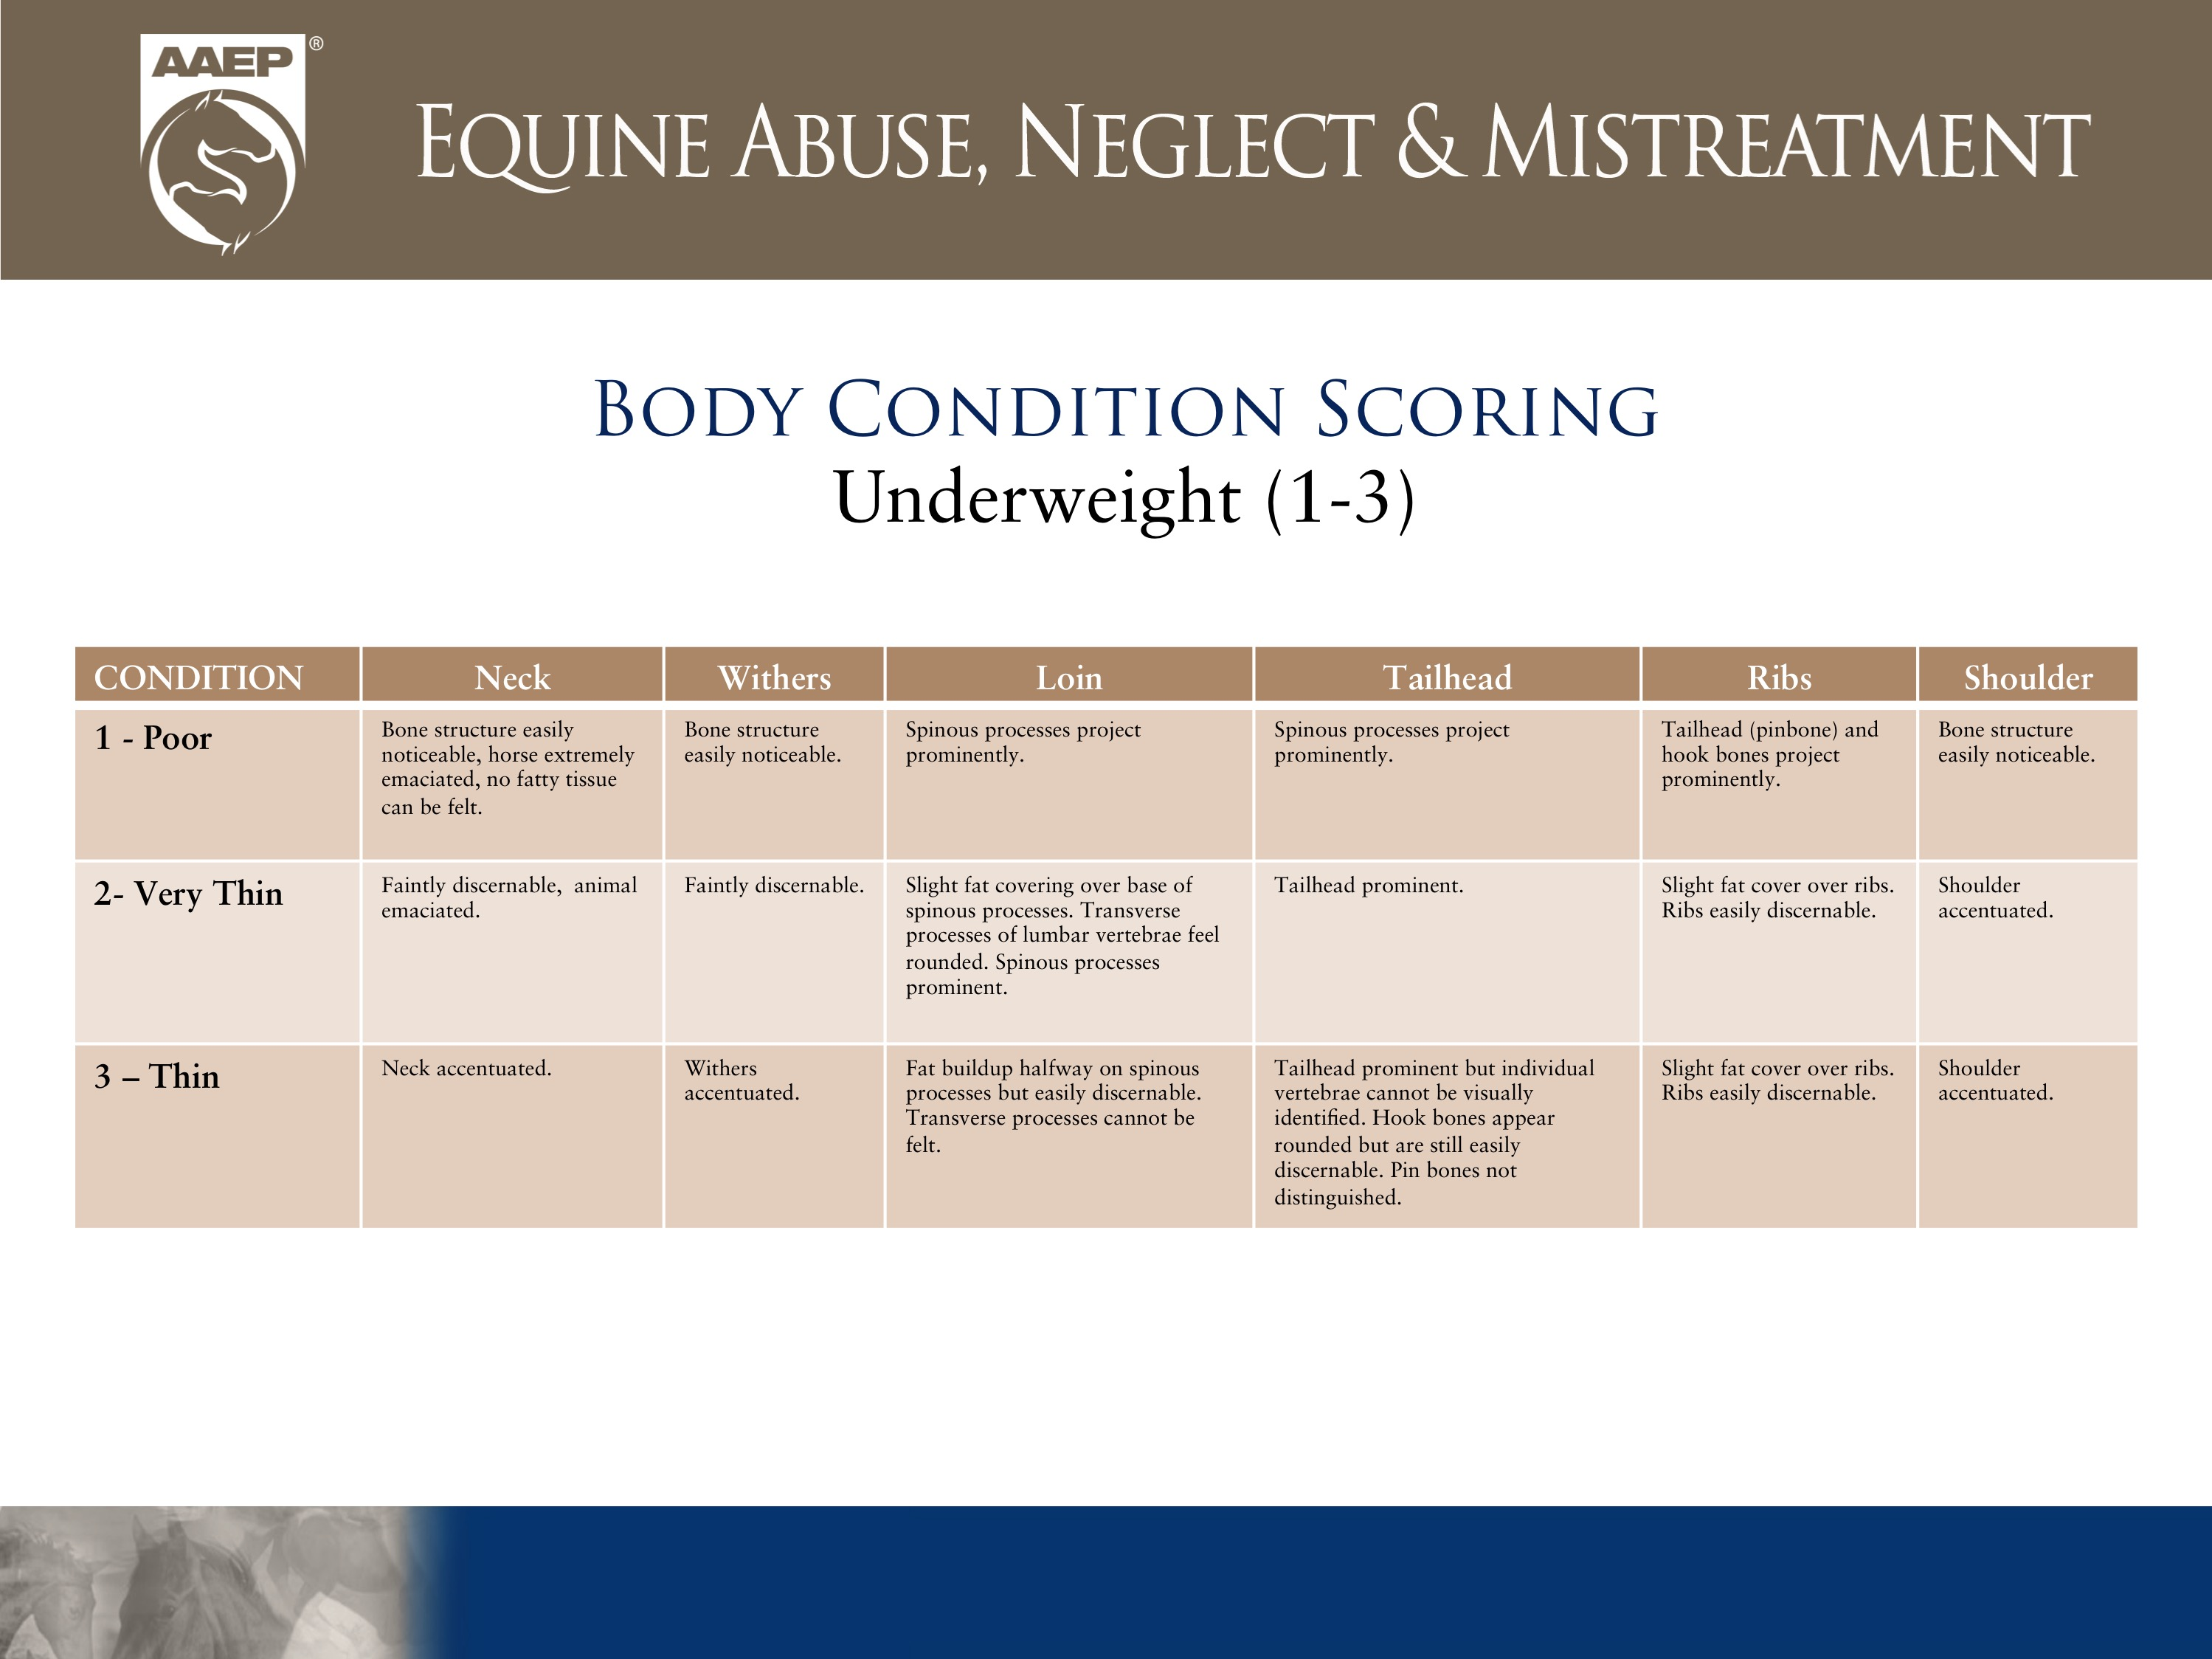 AAEP ®
EQUINE ABUSE, NEGLECT & MISTREATMENT
BODY CONDITION SCORING
Underweight (1-3)
CONDITION Neck Withers Loin Tailhead Ribs Shoulder
1 - Poor
Bone structure easily
noticeable, horse extremely
emaciated, no fatty tissue
can be felt.
Bone structure
easily noticeable.
Spinous processes project
prominently.
Spinous processes project
prominently.
Tailhead (pinbone) and
hook bones project
prominently.
Bone structure
easily noticeable.
2- Very Thin
Faintly discernable,  animal
emaciated.
Faintly discernable.
Slight fat covering over base of
spinous processes. Transverse
processes of lumbar vertebrae feel
rounded. Spinous processes
prominent.
Tailhead prominent.
Slight fat cover over ribs.
Ribs easily discernable.
Shoulder
accentuated.
3 – Thin
Neck accentuated.
Withers
accentuated.
Fat buildup halfway on spinous
processes but easily discernable.
Transverse processes cannot be
felt.
Tailhead prominent but individual
vertebrae cannot be visually
identified. Hook bones appear
rounded but are still easily
discernable. Pin bones not
distinguished.
Slight fat cover over ribs.
Ribs easily discernable.
Shoulder
accentuated.